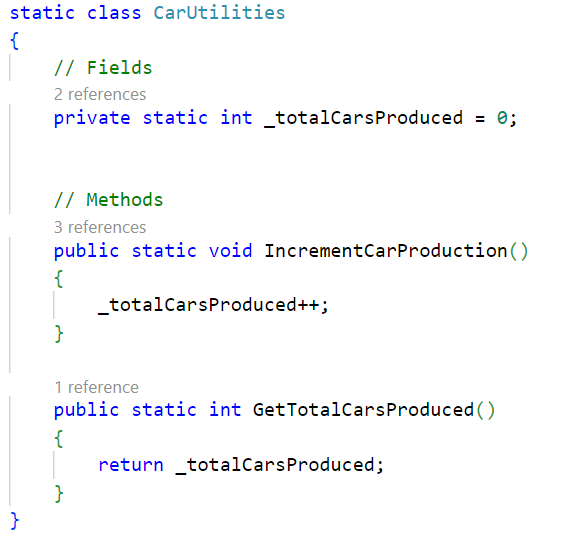 static class CarUtilities
{
// Fields
2 references
private static int _totalCarsProduced = 0;
// Methods
3 references
public static void IncrementCarProduction()
{
_totalCarsProduced++;
}
1 reference
public static int GetTotalCarsProduced()
{
return _totalCarsProduced;
}
}